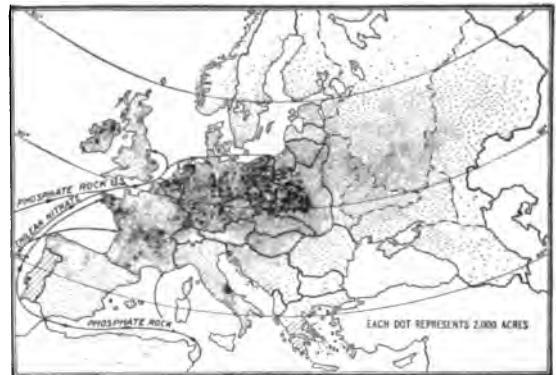 PHOSPHATE ROCK U.S.
CHILEAN NITRATE
PHOSPHATE ROCK
EACH DOT REPRESENTS 2,000 ACRES